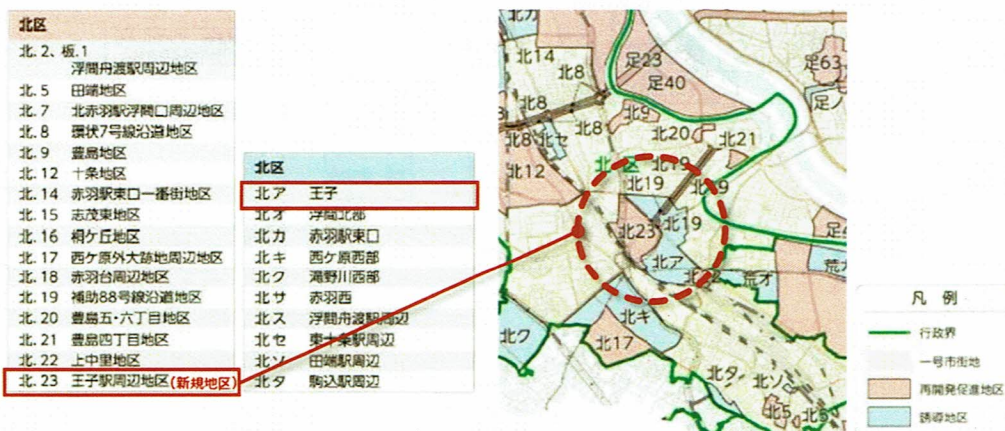 北区
北.2、板.1
浮間舟渡駅周辺地区
北.5 田端地区
北.7 北赤羽駅浮間口周辺地区
北.8 環状7号線沿道地区
北.9 豊島地区
北.12 十条地区
北.14 赤羽駅東口一番街地区
北.15 志茂東地区
北.16 桐ケ丘地区
北.17 西ケ原外大跡地周辺地区
北.18 赤羽台周辺地区
北.19 補助88号線沿道地区
北.20 豊島五・六丁目地区
北.21 豊島四丁目地区
北.22 上中里地区
北.23 王子駅周辺地区(新規地区)
北区
北ア 王子
北オ 浮間北部
北カ 赤羽駅東口
北キ 西ケ原西部
北ク 滝野川西部
北サ 赤羽西
北ス 浮間舟渡駅周辺
北セ 東十条駅周辺
北ソ 田端駅周辺
北タ 駒込駅周辺
北カ
北14
北8
足23
足40
足63
足ノ
北8
北9
北8
北セ
北8
北20
北21
北12
北19
北19
北19
北23
北19
北ア
荒オ
北キ
北ク
北17
北タ
北ソ
北5
北5
凡 例
行政界
一号市街地
再開発促進地区
誘導地区